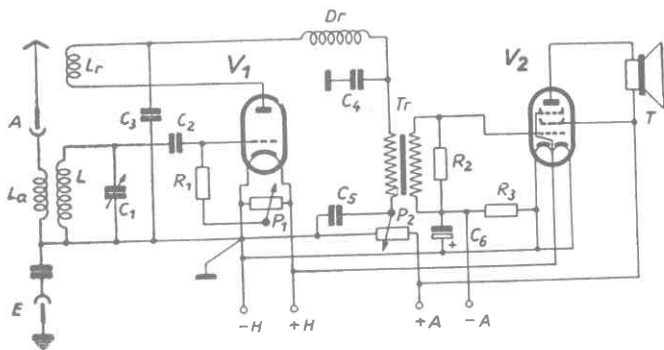 Dr
Lr
V1
V2
C4
Tr
T
A
C3
C2
R2
La
L
C1
R1
P1
C5
P2
R3
C6
+
E
-H
+H
+A
-A